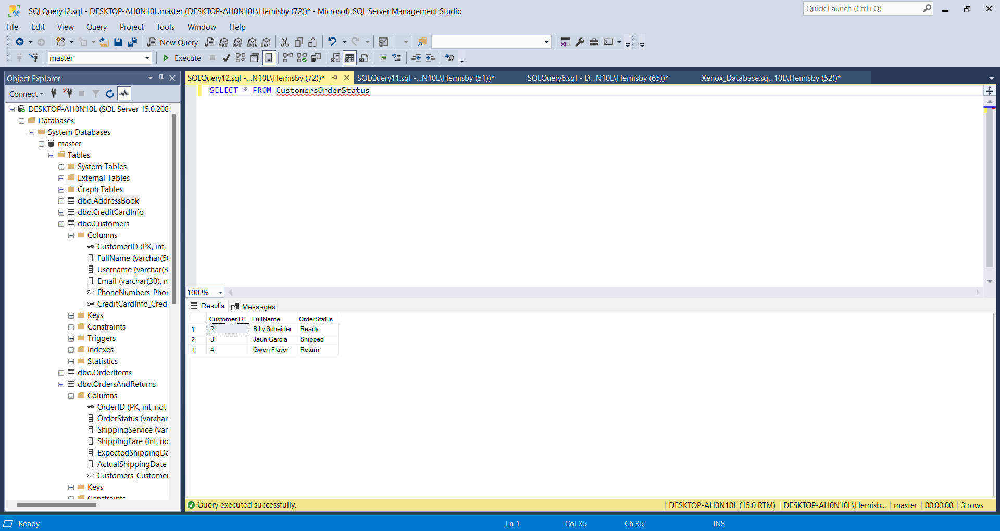 SQLQuery12.sql - DESKTOP-AH0N10L.master (DESKTOP-AH0N10L\Hemisby (72))* - Microsoft SQL Server Management Studio
Quick Launch (Ctrl+Q)
File Edit View Query Project Tools Window Help
New Query MDX DMX XMLA DAX
master Execute
Object Explorer
SQLQuery12.sql -...N10L\Hemisby (72))* SQLQuery11.sql -...N10L\Hemisby (51))* SQLQuery6.sql - D...N10L\Hemisby (65))* Xenox_Database.sq...10L\Hemisby (52))*
Connect
SELECT * FROM CustomersOrderStatus
DESKTOP-AH0N10L (SQL Server 15.0.208
Databases
System Databases
master
Tables
System Tables
External Tables
Graph Tables
dbo.AddressBook
dbo.CreditCardInfo
dbo.Customers
Columns
CustomerID (PK, int,
FullName (varchar(50
Username (varchar(3
Email (varchar(30), n
PhoneNumbers_Phon
CreditCardInfo_Credi
Keys
Constraints
Triggers
Indexes
Statistics
dbo.OrderItems
dbo.OrdersAndReturns
Columns
OrderID (PK, int, not
OrderStatus (varchar
ShippingService (var
ShippingFare (int, no
ExpectedShippingDa
ActualShippingDate
Customers_Customer
Keys
Constraints
100 %
Results Messages
CustomerID FullName OrderStatus
1 2 Billy Scheider Ready
2 3 Jaun Garcia Shipped
3 4 Gwen Flavor Return
Query executed successfully. DESKTOP-AH0N10L (15.0 RTM) DESKTOP-AH0N10L\Hemisb... master 00:00:00 3 rows
Ready Ln 1 Col 35 Ch 35 INS